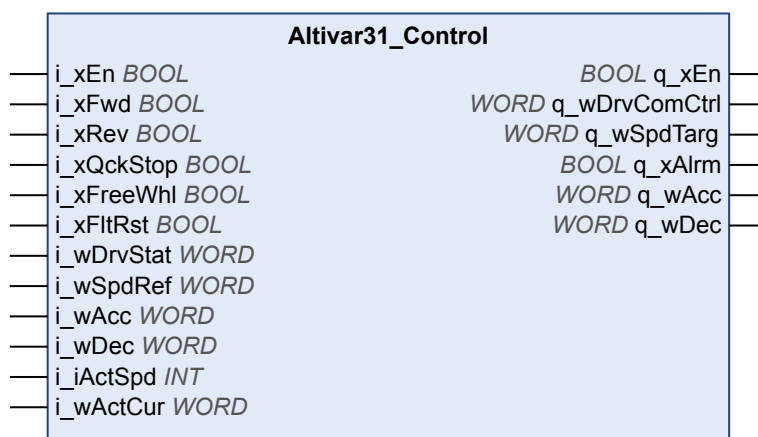 Altivar31_Control
i_xEn BOOL BOOL q_xEn
i_xFwd BOOL WORD q_wDrvComCtrl
i_xRev BOOL WORD q_wSpdTarg
i_xQckStop BOOL BOOL q_xAlrm
i_xFreeWhl BOOL WORD q_wAcc
i_xFltRst BOOL WORD q_wDec
i_wDrvStat WORD
i_wSpdRef WORD
i_wAcc WORD
i_wDec WORD
i_iActSpd INT
i_wActCur WORD